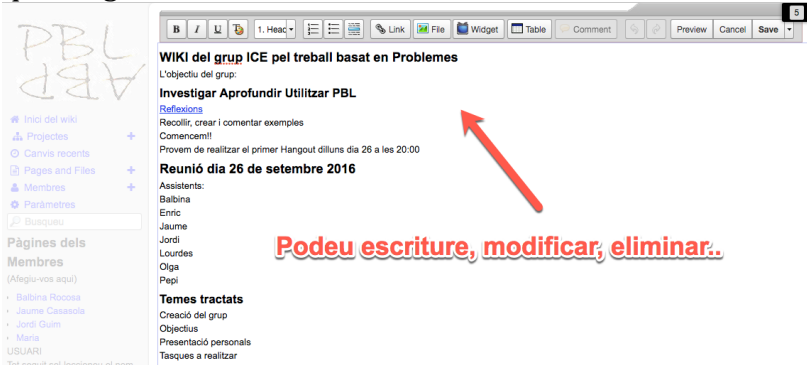 5
B I U 1. Head Link File Widget Table Comment Preview Cancel Save
PBL
ABP
Inici del wiki
Projectes +
Canvis recents
Pages and Files +
Membres +
Paràmetres
Busqueu
Pàgines dels
Membres
(Afegiu-vos aquí)
Balbina Rocosa
Jaume Casasola
Jordi Guim
Maria
USUARI
WIKI del grup ICE pel treball basat en Problemes
L'objectiu del grup:
Investigar Aprofundir Utilitzar PBL
Reflexions
Recollir, crear i comentar exemples
Comencem!!
Provem de realitzar el primer Hangout dilluns dia 26 a les 20:00
Reunió dia 26 de setembre 2016
Assistents:
Balbina
Enric
Jaume
Jordi
Lourdes
Olga
Pepi
Podeu escriture, modificar, eliminar..
Temes tractats
Creació del grup
Objectius
Presentació personals
Tasques a realitzar